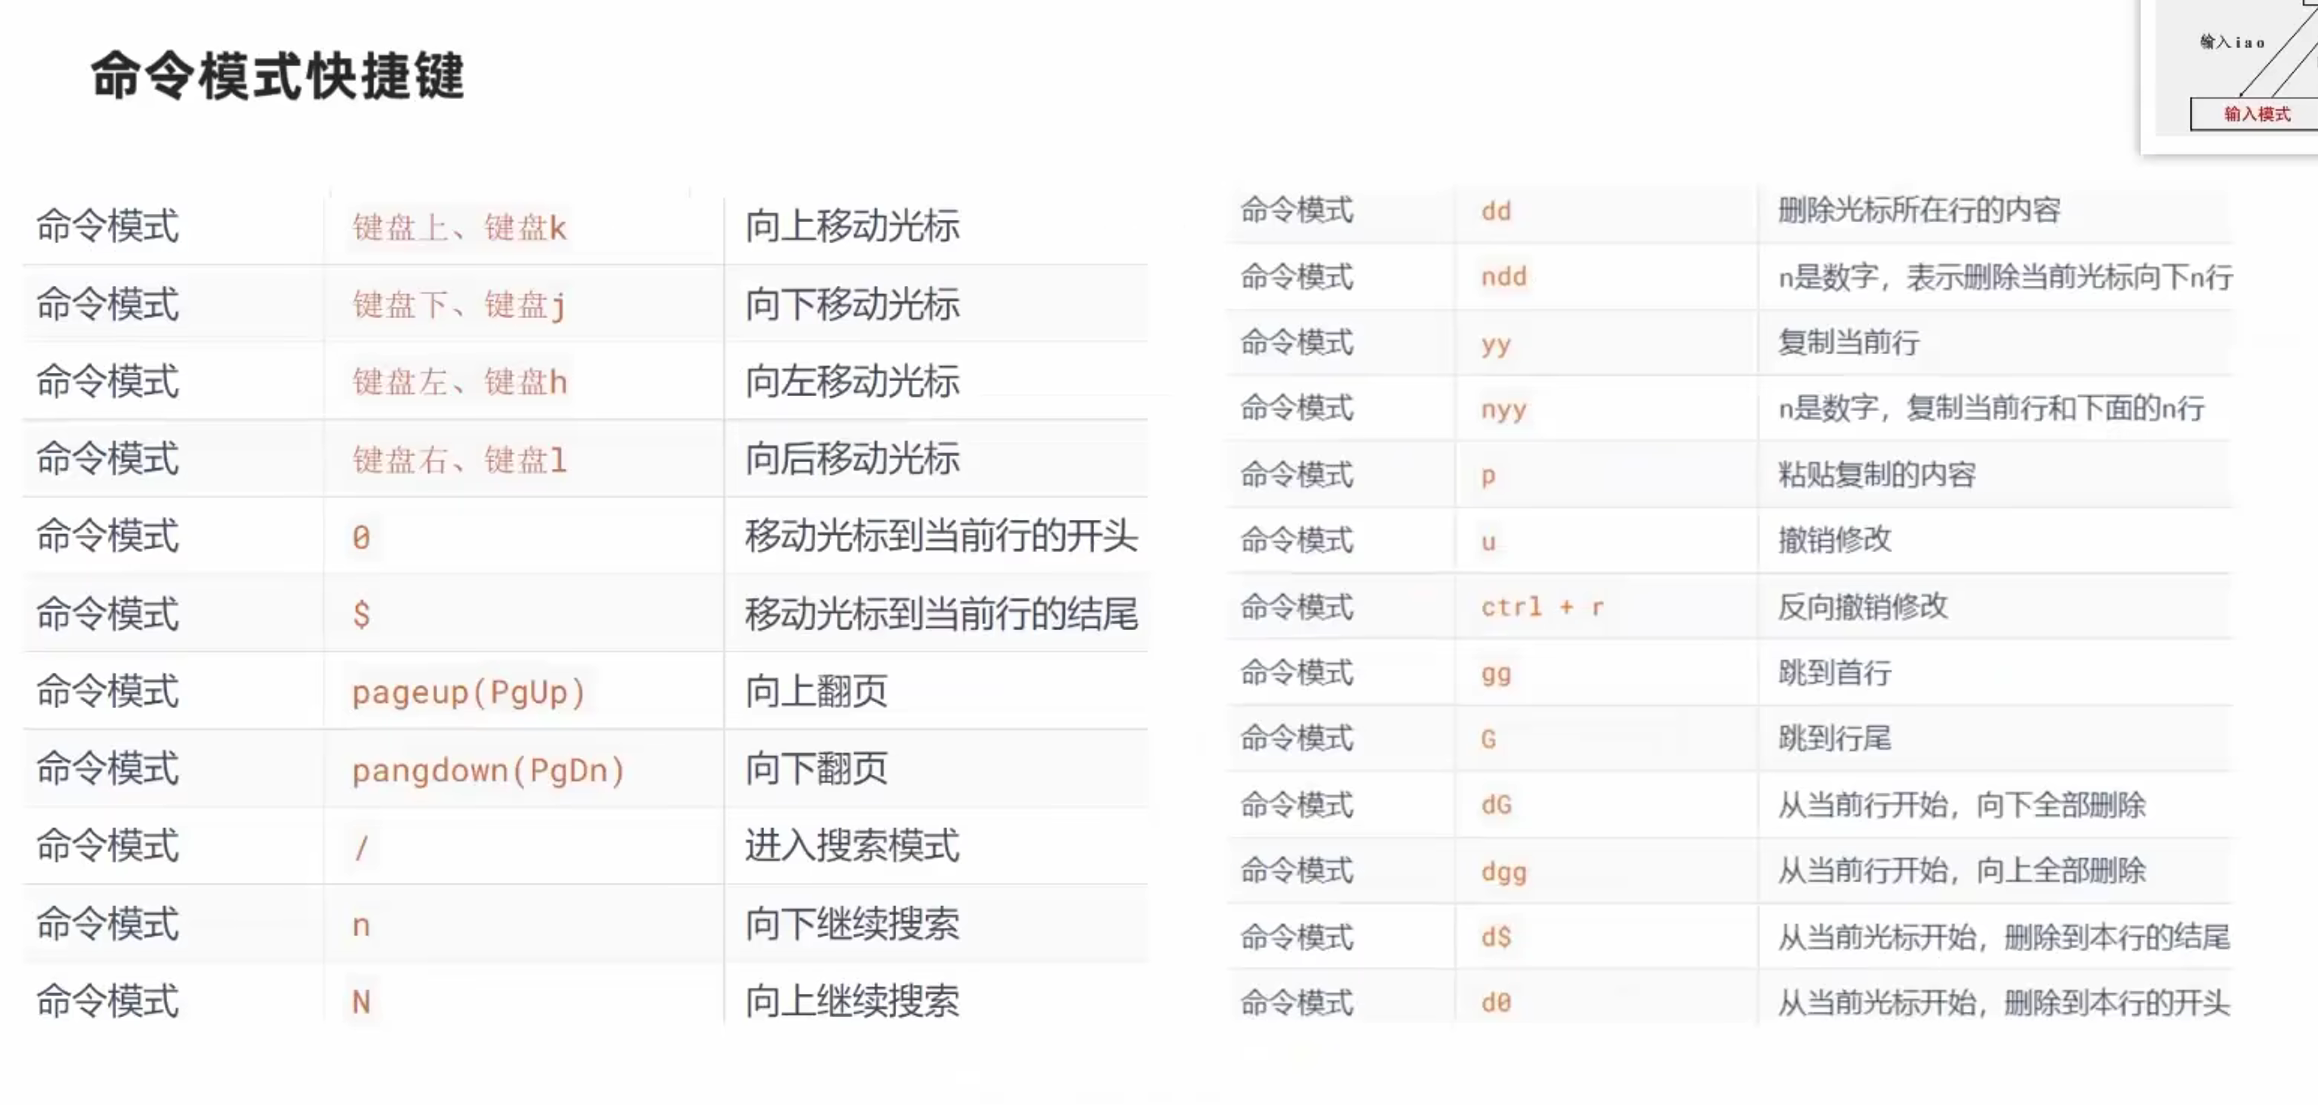 命令模式快捷键
输入iao
输入模式
命令模式 键盘上、键盘k 向上移动光标
命令模式 键盘下、键盘j 向下移动光标
命令模式 键盘左、键盘h 向左移动光标
命令模式 键盘右、键盘l 向后移动光标
命令模式 0 移动光标到当前行的开头
命令模式 $ 移动光标到当前行的结尾
命令模式 pageup(PgUp) 向上翻页
命令模式 pangdown(PgDn) 向下翻页
命令模式 / 进入搜索模式
命令模式 n 向下继续搜索
命令模式 N 向上继续搜索
命令模式 dd 删除光标所在行的内容
命令模式 ndd n是数字，表示删除当前光标向下n行
命令模式 yy 复制当前行
命令模式 nyy n是数字，复制当前行和下面的n行
命令模式 p 粘贴复制的内容
命令模式 u 撤销修改
命令模式 ctrl + r 反向撤销修改
命令模式 gg 跳到首行
命令模式 G 跳到行尾
命令模式 dG 从当前行开始，向下全部删除
命令模式 dgg 从当前行开始，向上全部删除
命令模式 d$ 从当前光标开始，删除到本行的结尾
命令模式 d0 从当前光标开始，删除到本行的开头